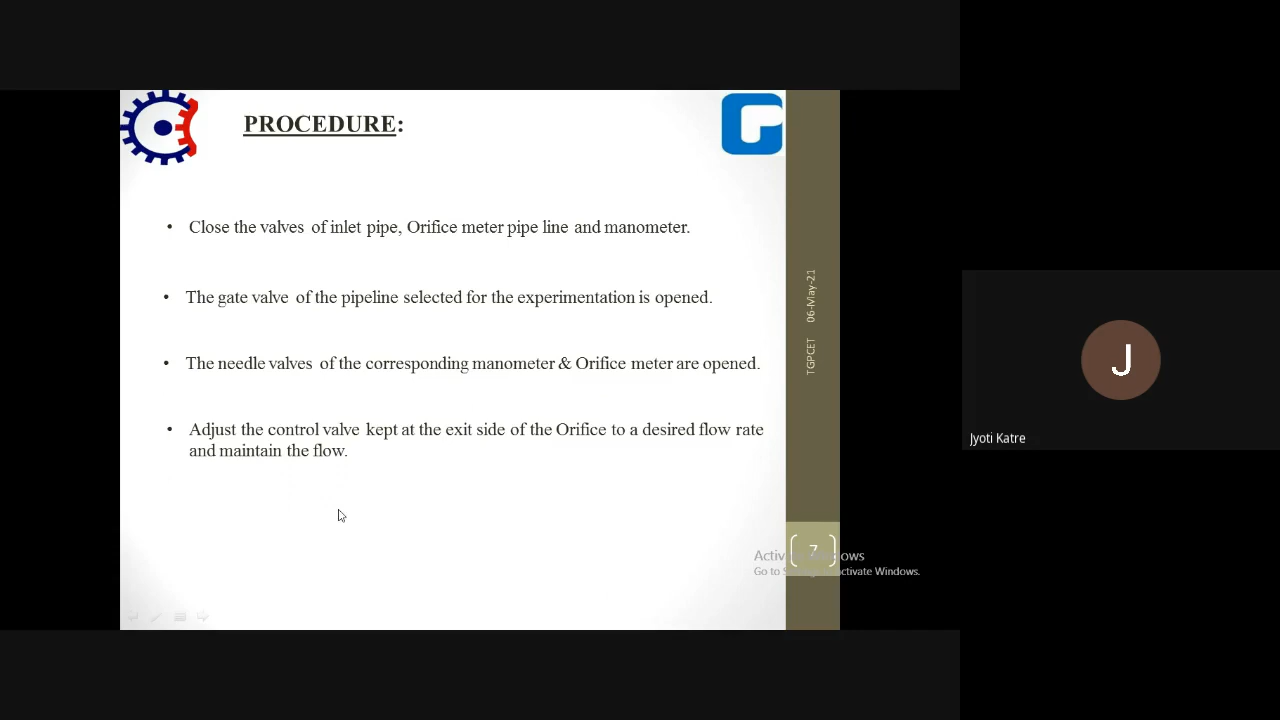 PROCEDURE:
• Close the valves of inlet pipe, Orifice meter pipe line and manometer.
• The gate valve of the pipeline selected for the experimentation is opened.
• The needle valves of the corresponding manometer & Orifice meter are opened.
• Adjust the control valve kept at the exit side of the Orifice to a desired flow rate
and maintain the flow.
TGPCET 06-May-21
7
Go to
Windows.
J
Jyoti Katre